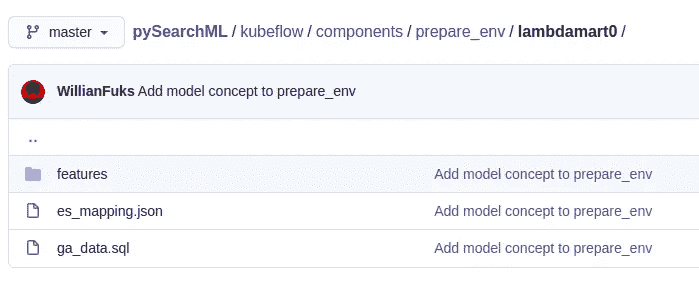 master pySearchML / kubeflow / components / prepare_env / lambdamart0 /
WillianFuks Add model concept to prepare_env
..
features Add model concept to prepare_env
es_mapping.json Add model concept to prepare_env
ga_data.sql Add model concept to prepare_env